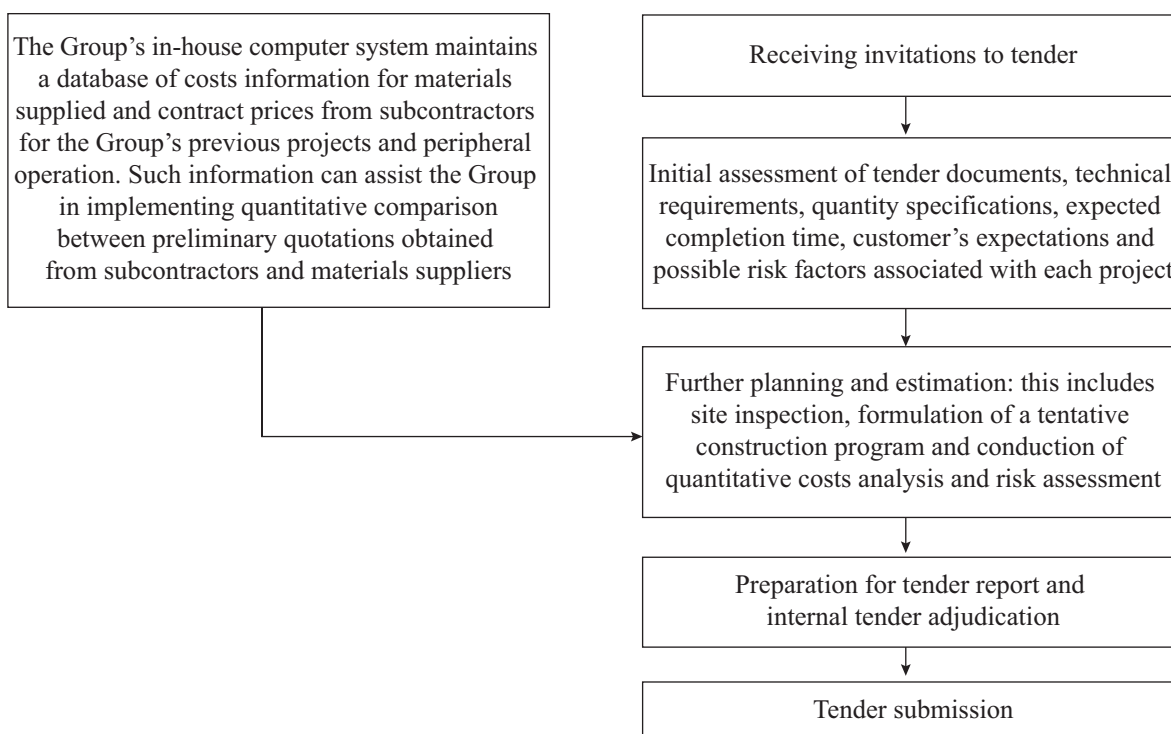 The Group’s in-house computer system maintains
a database of costs information for materials
supplied and contract prices from subcontractors
for the Group’s previous projects and peripheral
operation. Such information can assist the Group
in implementing quantitative comparison
between preliminary quotations obtained
from subcontractors and materials suppliers
Receiving invitations to tender
Initial assessment of tender documents, technical
requirements, quantity specifications, expected
completion time, customer’s expectations and
possible risk factors associated with each project
Further planning and estimation: this includes
site inspection, formulation of a tentative
construction program and conduction of
quantitative costs analysis and risk assessment
Preparation for tender report and
internal tender adjudication
Tender submission